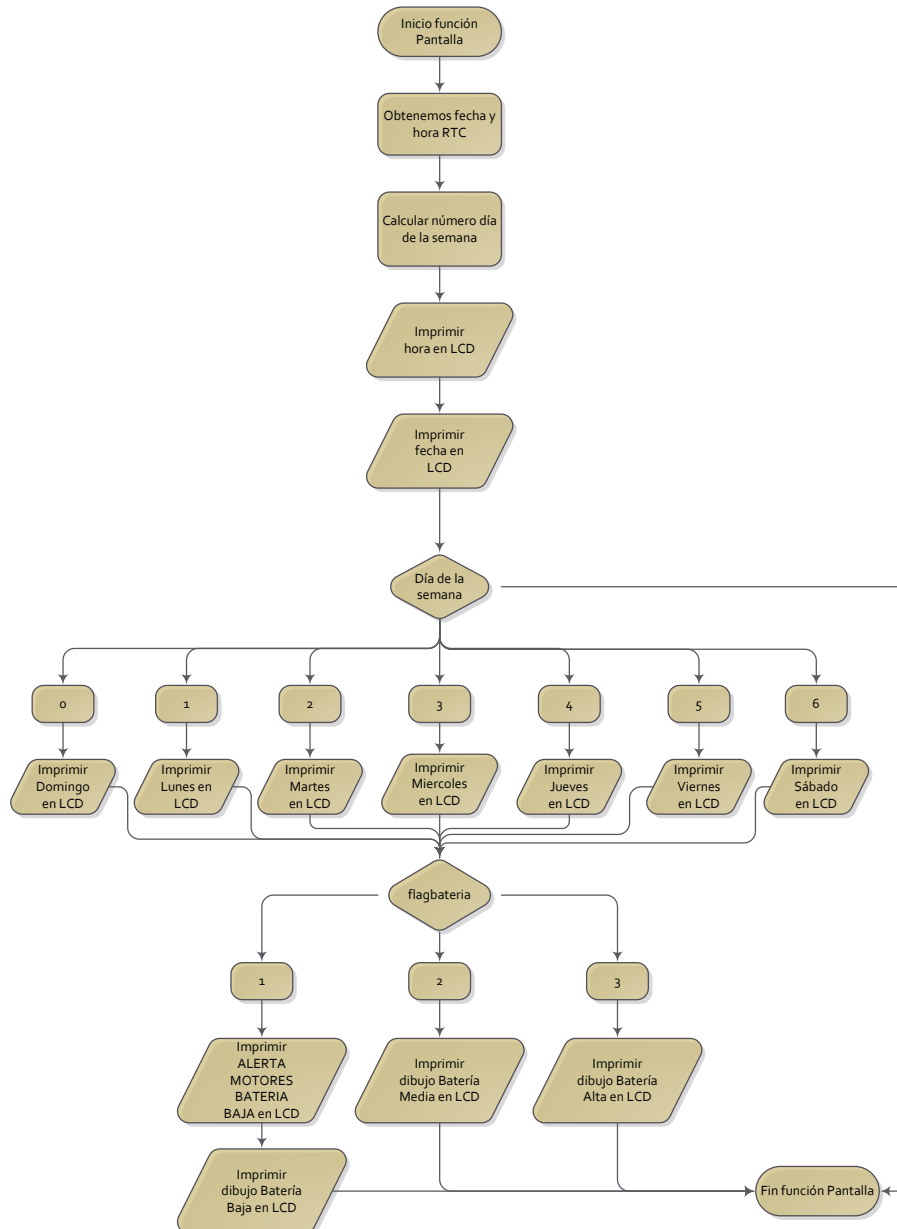 Inicio función
Pantalla
Obtenemos fecha y
hora RTC
Calcular número día
de la semana
Imprimir
hora en LCD
Imprimir
fecha en
LCD
Día de la
semana
0
1
2
3
4
5
6
Imprimir
Domingo
en LCD
Imprimir
Lunes en
LCD
Imprimir
Martes
en LCD
Imprimir
Miercoles
en LCD
Imprimir
Jueves
en LCD
Imprimir
Viernes
en LCD
Imprimir
Sábado
en LCD
flagbateria
1
2
3
Imprimir
ALERTA
MOTORES
BATERIA
BAJA en LCD
Imprimir
dibujo Batería
Media en LCD
Imprimir
dibujo Batería
Alta en LCD
Imprimir
dibujo Batería
Baja en LCD
Fin función Pantalla